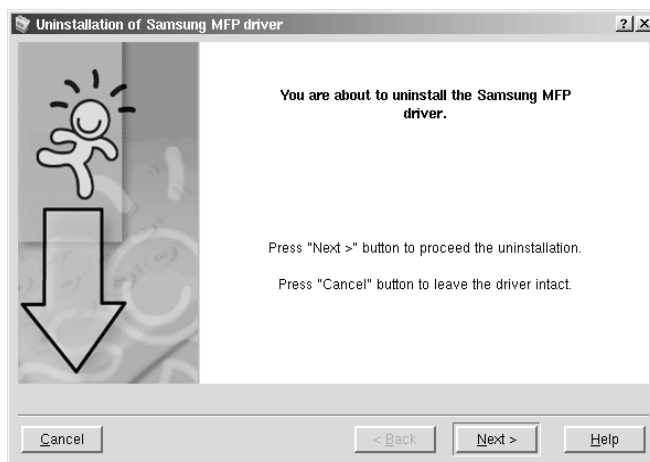 Uninstallation of Samsung MFP driver
You are about to uninstall the Samsung MFP
driver.
Press "Next >" button to proceed the uninstallation.
Press "Cancel" button to leave the driver intact.
Cancel
< Back
Next >
Help